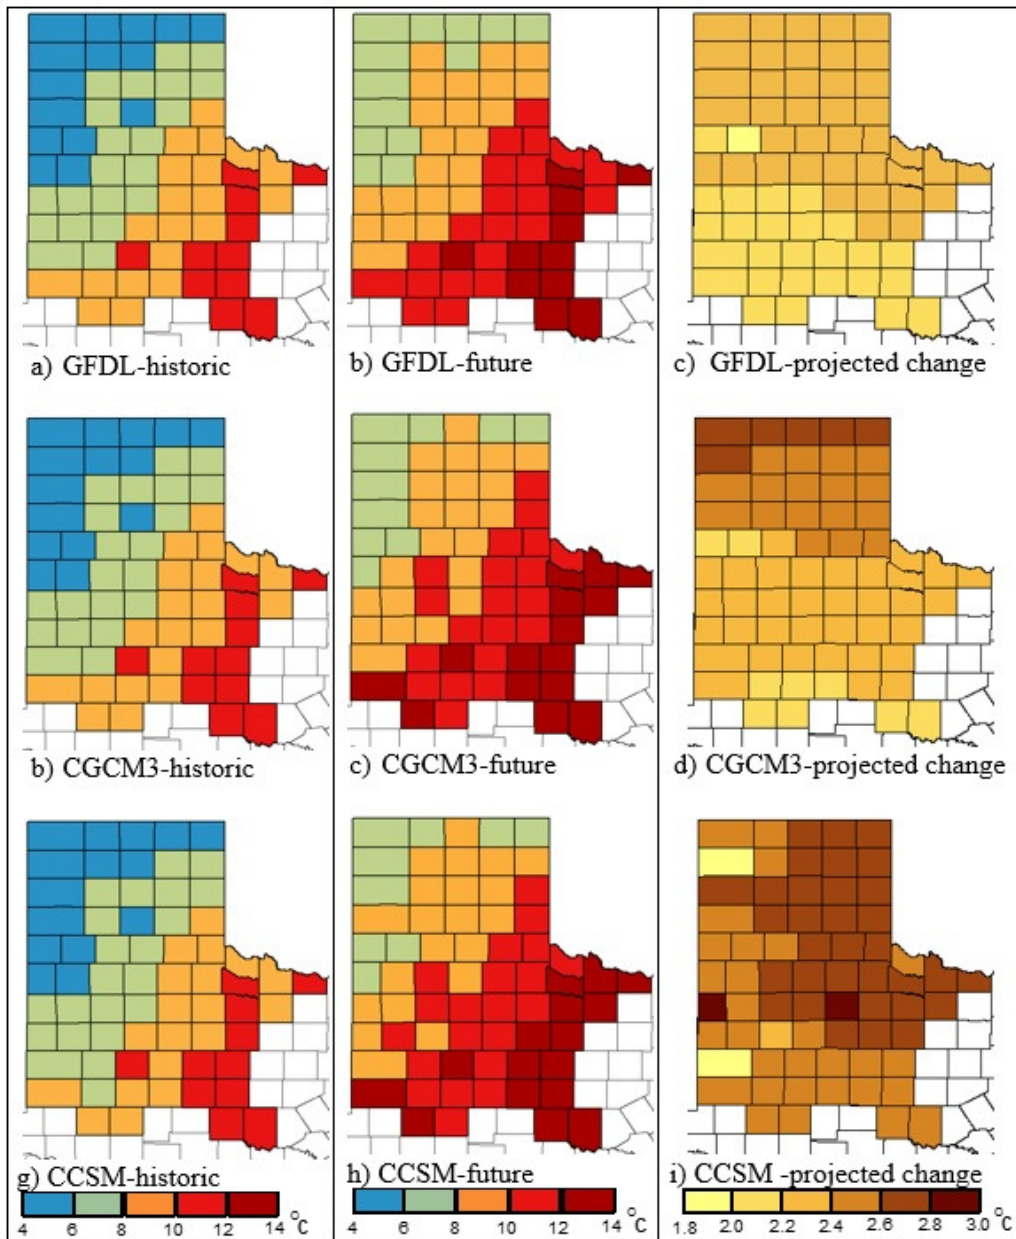 a) GFDL-historic
b) GFDL-future
c) GFDL-projected change
b) CGCM3-historic
c) CGCM3-future
d) CGCM3-projected change
g) CCSM-historic
h) CCSM-future
i) CCSM -projected change
4 6 8 10 12 14 °C
4 6 8 10 12 14 °C
1.8 2.0 2.2 2.4 2.6 2.8 3.0 °C